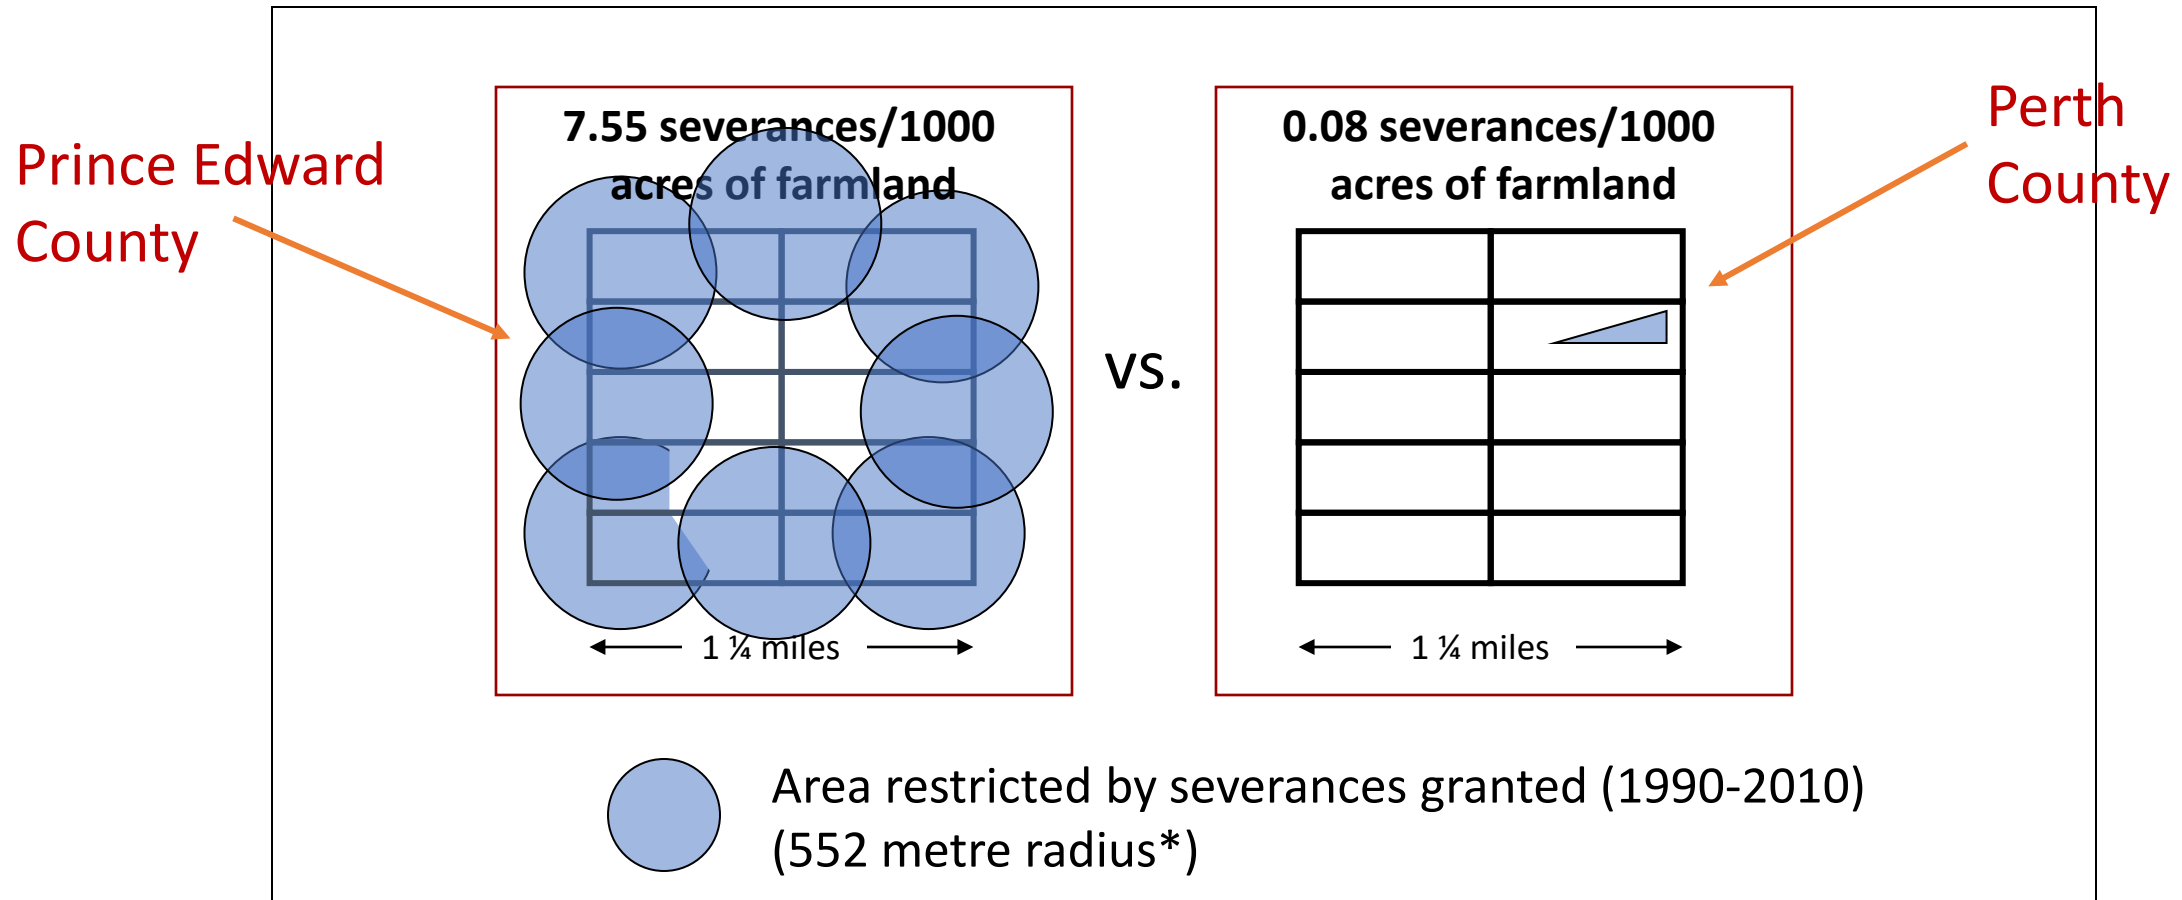 Prince Edward
County
7.55 severances/1000
acres of farmland
1 ¼ miles
vs.
0.08 severances/1000
acres of farmland
1 ¼ miles
Perth
County
Area restricted by severances granted (1990-2010)
(552 metre radius*)